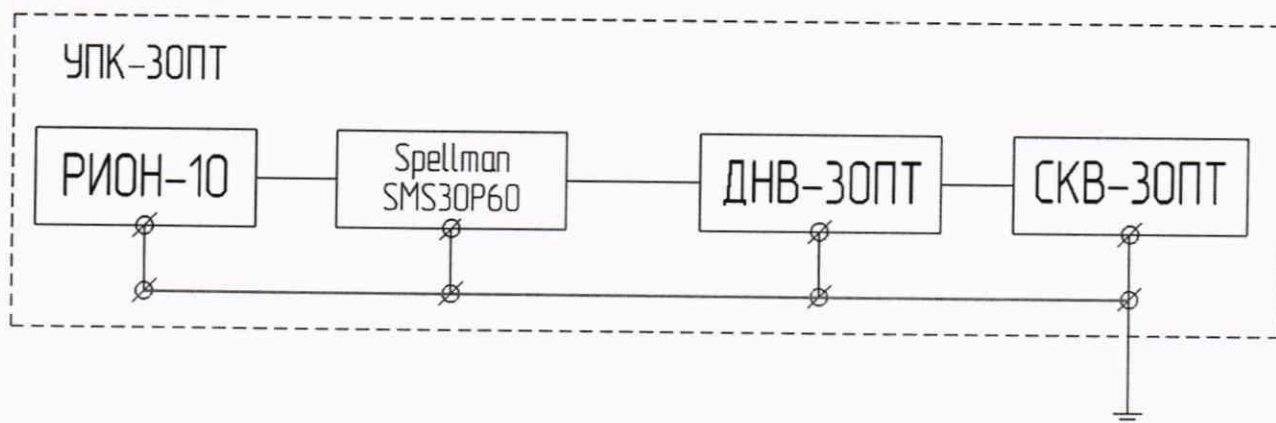 УПК-30ПТ
РИОН-10
Spellman
SMS30P60
ДНВ-30ПТ
СКВ-30ПТ